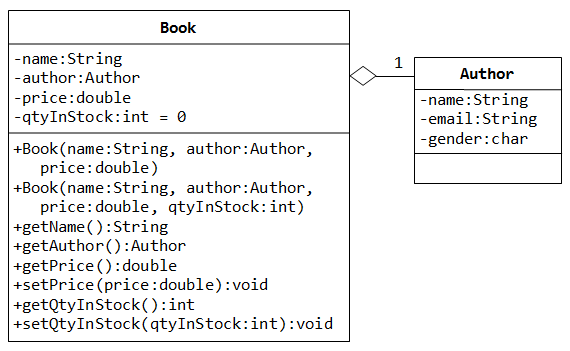 Book
-name:String
-author:Author
-price:double
-qtyInStock:int = 0
+Book(name:String, author:Author,
price:double)
+Book(name:String, author:Author,
price:double, qtyInStock:int)
+getName():String
+getAuthor():Author
+getPrice():double
+setPrice(price:double):void
+getQtyInStock():int
+setQtyInStock(qtyInStock:int):void
1
Author
-name:String
-email:String
-gender:char